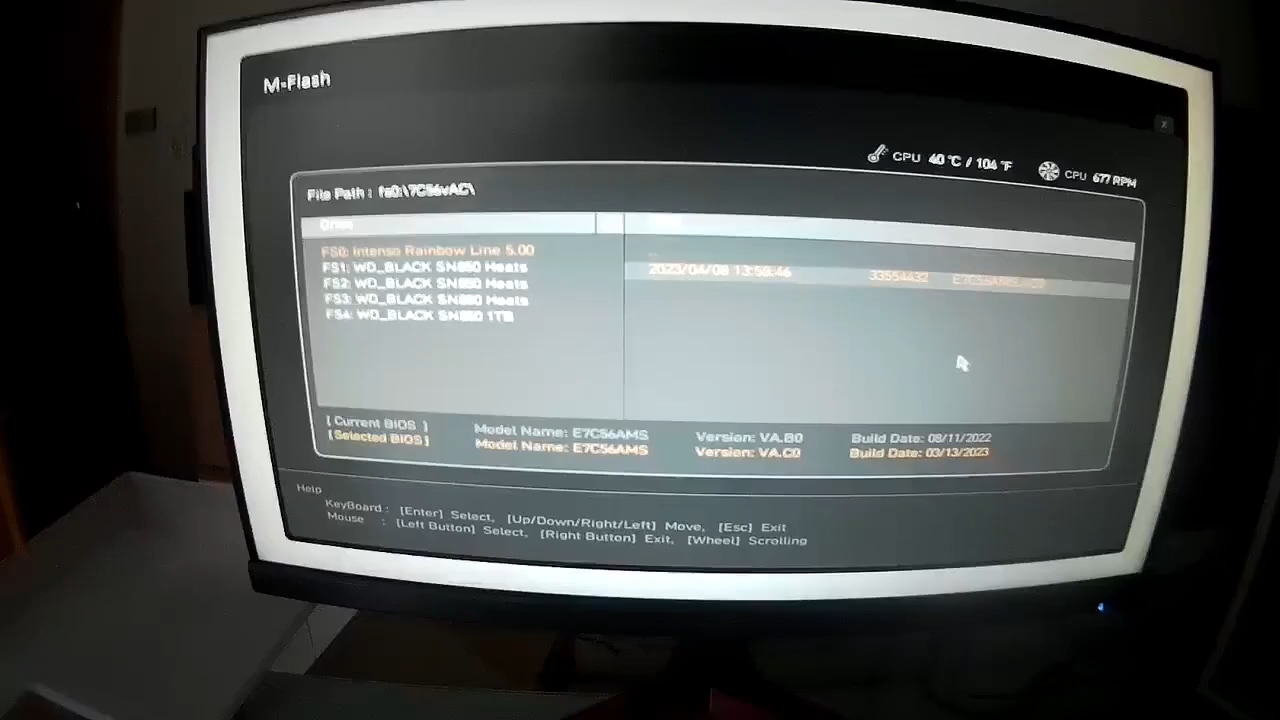 M-Flash
x
CPU 40°C / 104°F CPU 677 RPM
File Path : fs0:\7C56vAC\
Drive
FS0: Intenso Rainbow Line 5.00
FS1: WD_BLACK SN850 Heats
FS2: WD_BLACK SN850 Heats
FS3: WD_BLACK SN850 Heats
FS4: WD_BLACK SN850 1TB
2023/04/08 13:59:46 33554432
[ Current BIOS ] Model Name: E7C56AMS Version: VA.B0 Build Date: 08/11/2022
[Selected BIOS] Model Name: E7C56AMS Version: VA.C0 Build Date: 03/13/2023
Help
KeyBoard : [Enter] Select, [Up/Down/Right/Left] Move, [Esc] Exit
Mouse : [Left Button] Select, [Right Button] Exit, [Wheel] Scrolling